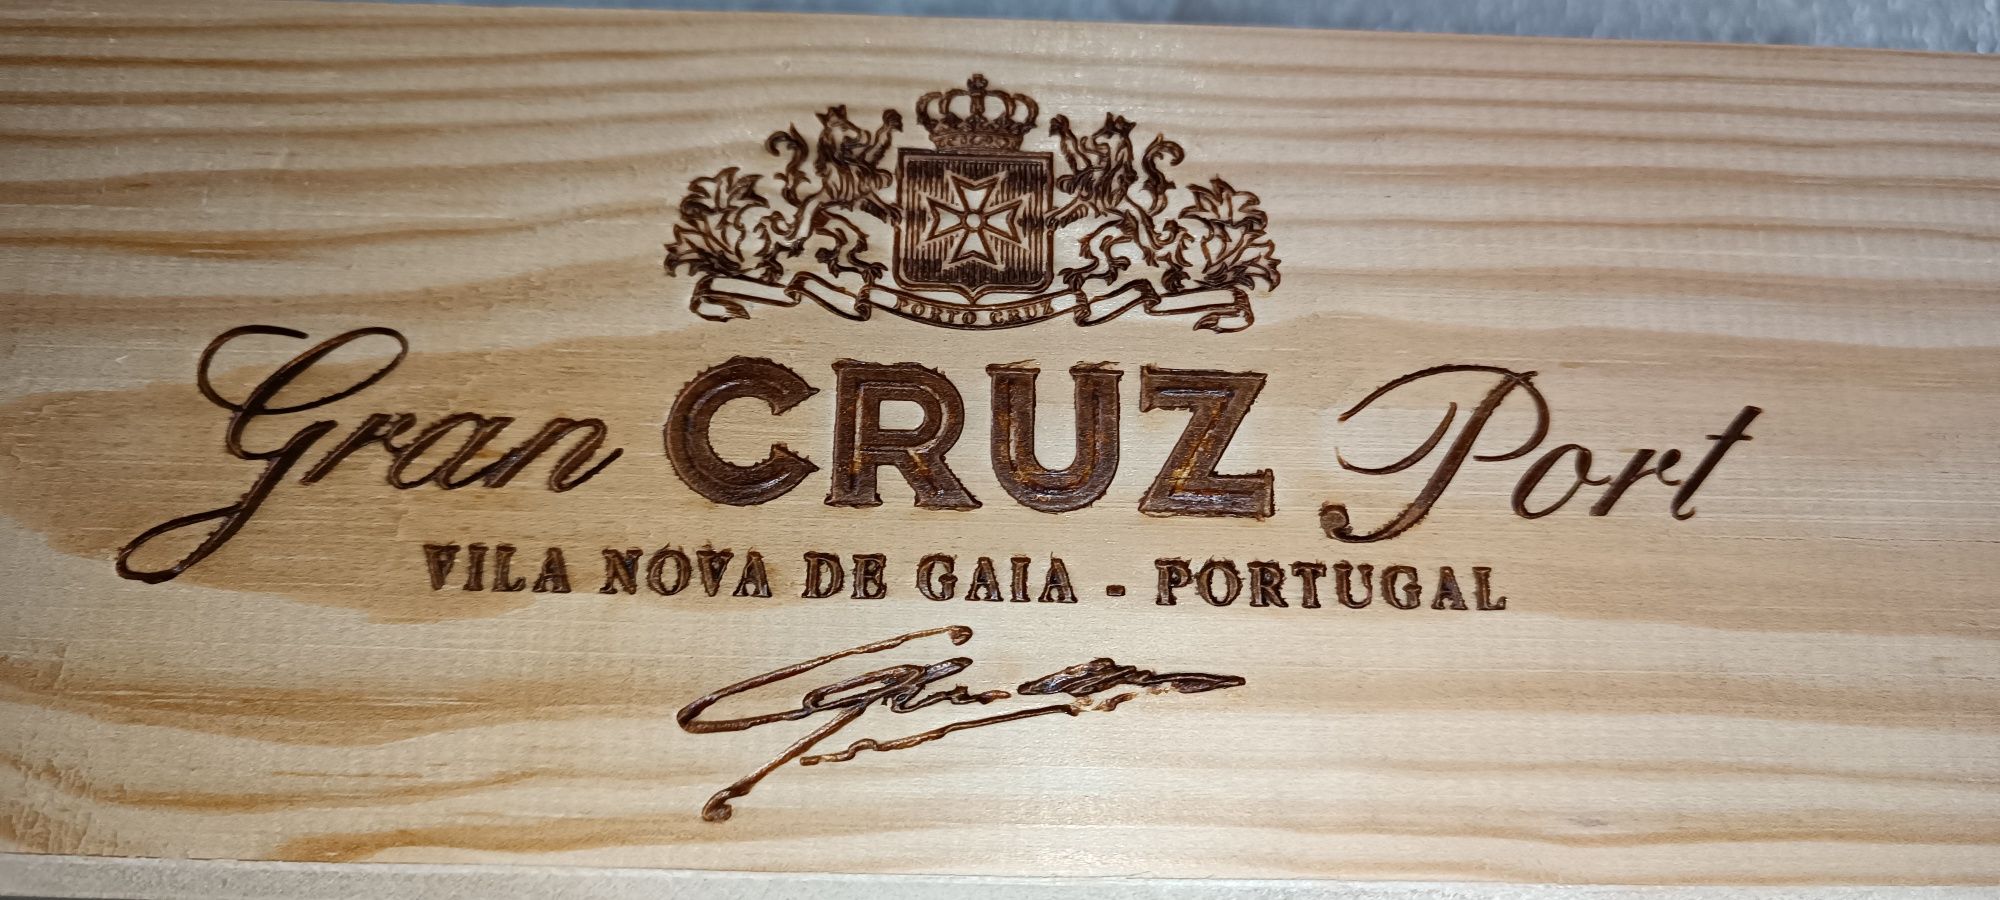 PORTO CRUZ
Gran CRUZ Port
VILA NOVA DE GAIA - PORTUGAL